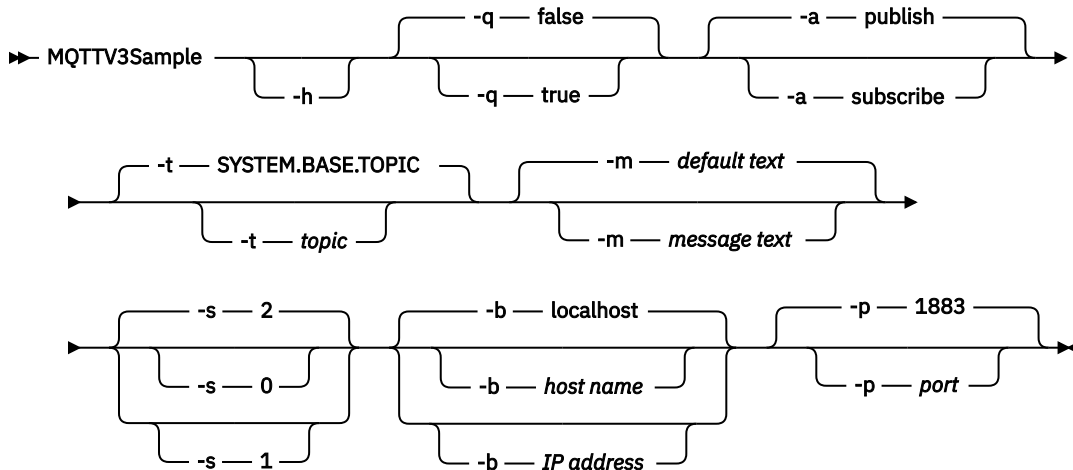 -q false -a publish
MQTTV3Sample
-h -q true -a subscribe
-t SYSTEM.BASE.TOPIC -m default text
-t topic -m message text
-s 2 -b localhost -p 1883
-s 0 -b host name -p port
-s 1 -b IP address